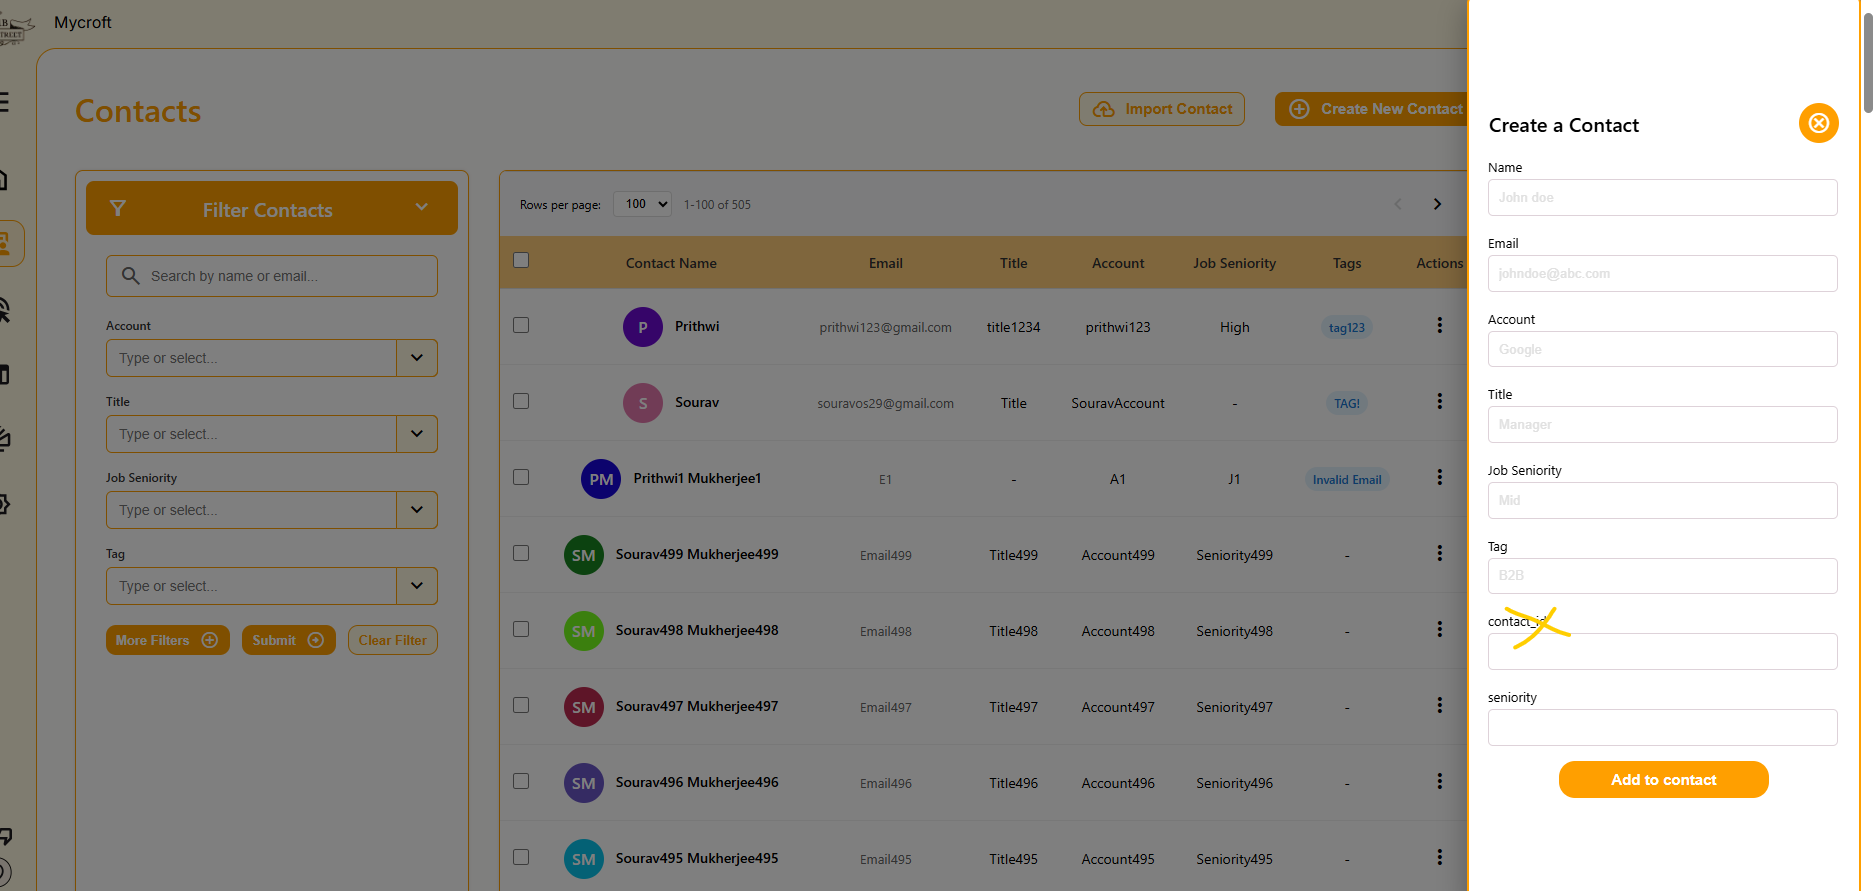 Mycroft
Contacts
Import Contact
Create New Contact
Filter Contacts
Search by name or email...
Account
Type or select...
Title
Type or select...
Job Seniority
Type or select...
Tag
Type or select...
More Filters
Submit
Clear Filter
Rows per page: 100 1-100 of 505
Contact Name Email Title Account Job Seniority Tags Actions
P Prithwi prithwi123@gmail.com title1234 prithwi123 High tag123
S Sourav souravos29@gmail.com Title SouravAccount - TAG!
PM Prithwi1 Mukherjee1 E1 - A1 J1 Invalid Email
SM Sourav499 Mukherjee499 Email499 Title499 Account499 Seniority499 -
SM Sourav498 Mukherjee498 Email498 Title498 Account498 Seniority498 -
SM Sourav497 Mukherjee497 Email497 Title497 Account497 Seniority497 -
SM Sourav496 Mukherjee496 Email496 Title496 Account496 Seniority496 -
SM Sourav495 Mukherjee495 Email495 Title495 Account495 Seniority495 -
Create a Contact
Name
John doe
Email
johndoe@abc.com
Account
Google
Title
Manager
Job Seniority
Mid
Tag
B2B
contact_id
seniority
Add to contact